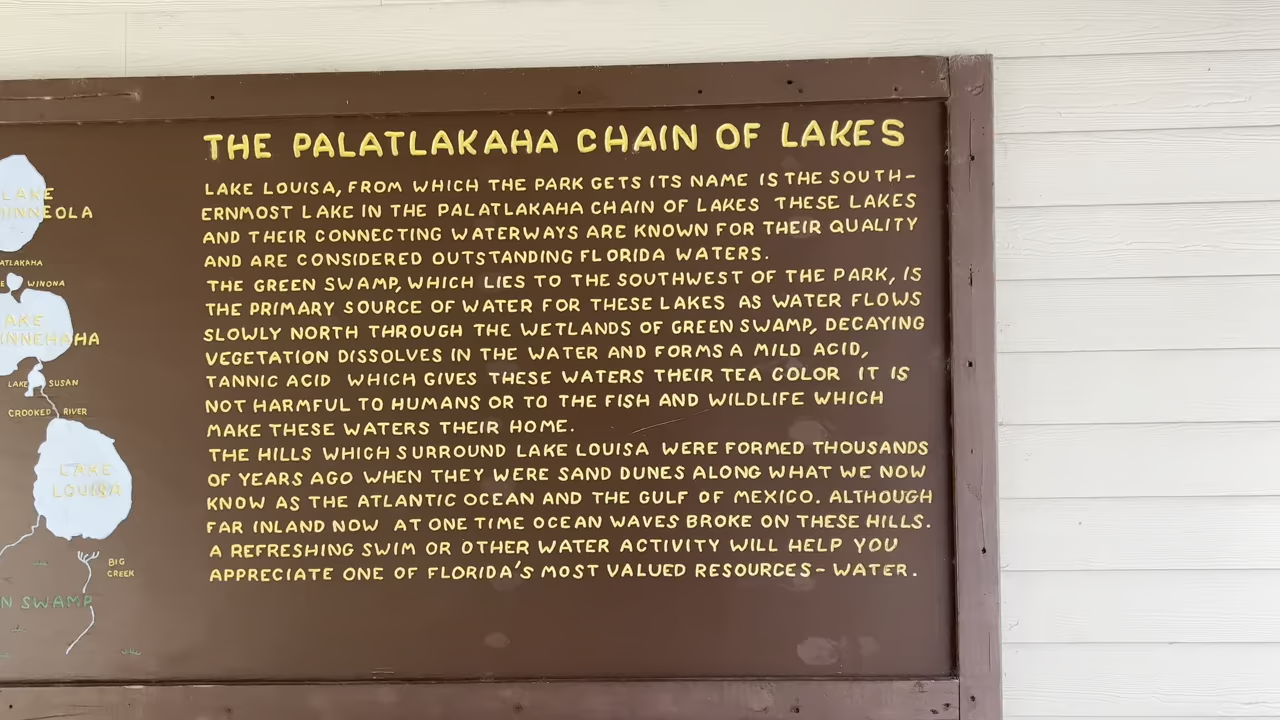 THE PALATLAKAHA CHAIN OF LAKES
LAKE LOUISA, FROM WHICH THE PARK GETS ITS NAME IS THE SOUTH-
ERNMOST LAKE IN THE PALATLAKAHA CHAIN OF LAKES THESE LAKES
AND THEIR CONNECTING WATERWAYS ARE KNOWN FOR THEIR QUALITY
AND ARE CONSIDERED OUTSTANDING FLORIDA WATERS.
THE GREEN SWAMP, WHICH LIES TO THE SOUTHWEST OF THE PARK, IS
THE PRIMARY SOURCE OF WATER FOR THESE LAKES AS WATER FLOWS
SLOWLY NORTH THROUGH THE WETLANDS OF GREEN SWAMP, DECAYING
VEGETATION DISSOLVES IN THE WATER AND FORMS A MILD ACID,
TANNIC ACID WHICH GIVES THESE WATERS THEIR TEA COLOR IT IS
NOT HARMFUL TO HUMANS OR TO THE FISH AND WILDLIFE WHICH
MAKE THESE WATERS THEIR HOME.
THE HILLS WHICH SURROUND LAKE LOUISA WERE FORMED THOUSANDS
OF YEARS AGO WHEN THEY WERE SAND DUNES ALONG WHAT WE NOW
KNOW AS THE ATLANTIC OCEAN AND THE GULF OF MEXICO. ALTHOUGH
FAR INLAND NOW AT ONE TIME OCEAN WAVES BROKE ON THESE HILLS.
A REFRESHING SWIM OR OTHER WATER ACTIVITY WILL HELP YOU
APPRECIATE ONE OF FLORIDA'S MOST VALUED RESOURCES- WATER.
LAKE
INNEOLA
ATLAKAHA
E WINONA
AKE
INNEHAHA
LAKE SUSAN
CROOKED RIVER
LAKE
LOUISA
BIG
CREEK
N SWAMP